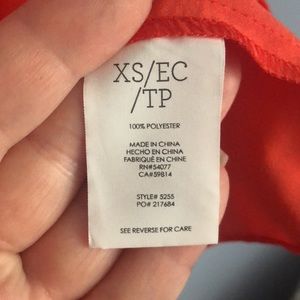 XS/EC
/TP
100% POLYESTER
MADE IN CHINA
HECHO EN CHINA
FABRIQUÉ EN CHINE
RN#54077
CA#59814
STYLE# 5255
PO# 217684
SEE REVERSE FOR CARE